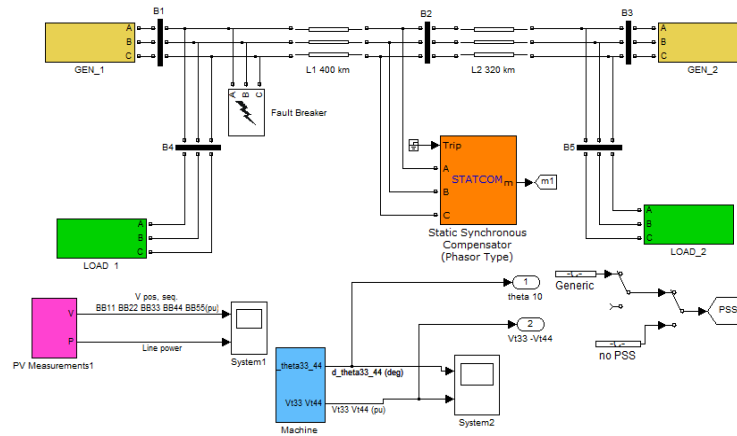 B1
B2
B3
A
B
C
GEN_1
L1 400 km
L2 320 km
A
B
C
GEN_2
A B C
Fault Breaker
B4
B5
Trip
A
B
C
STATCOM
m
m1
Static Synchronous
Compensator
(Phasor Type)
A
B
C
LOAD_1
A
B
C
LOAD_2
V pos, seq.
BB11 BB22 BB33 BB44 BB55(pu)
V
P
Line power
PV Measurements1
System1
1
theta 10
2
Vt33 -Vt44
Generic
no PSS
PSS
_theta33_44
d_theta33_44 (deg)
Vt33 Vt44
Vt33 Vt44 (pu)
Machine
System2